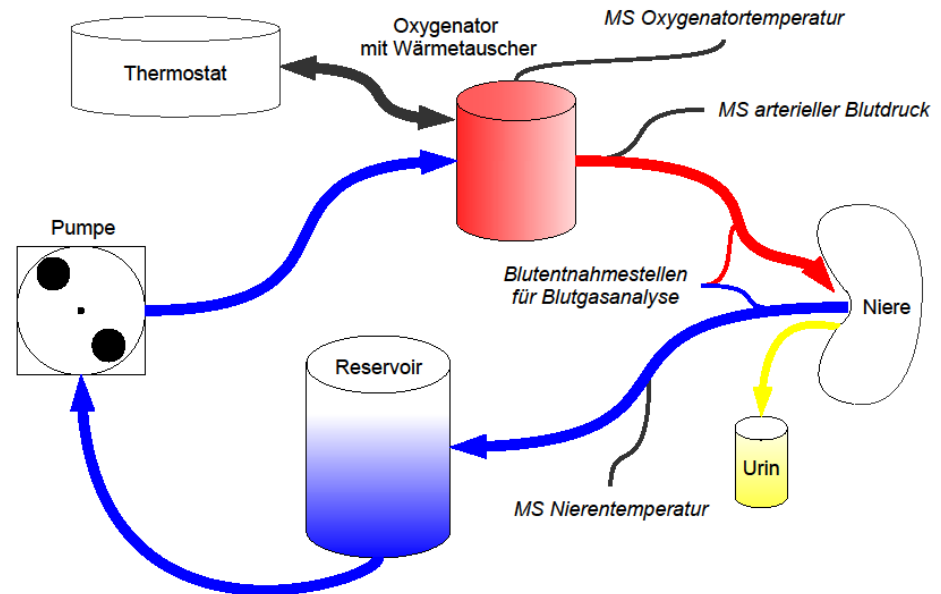 MS Oxygenatortemperatur
Oxygenator
mit Wärmetauscher
Thermostat
MS arterieller Blutdruck
Pumpe
Blutentnahmestellen
für Blutgasanalyse
Niere
Reservoir
Urin
MS Nierentemperatur